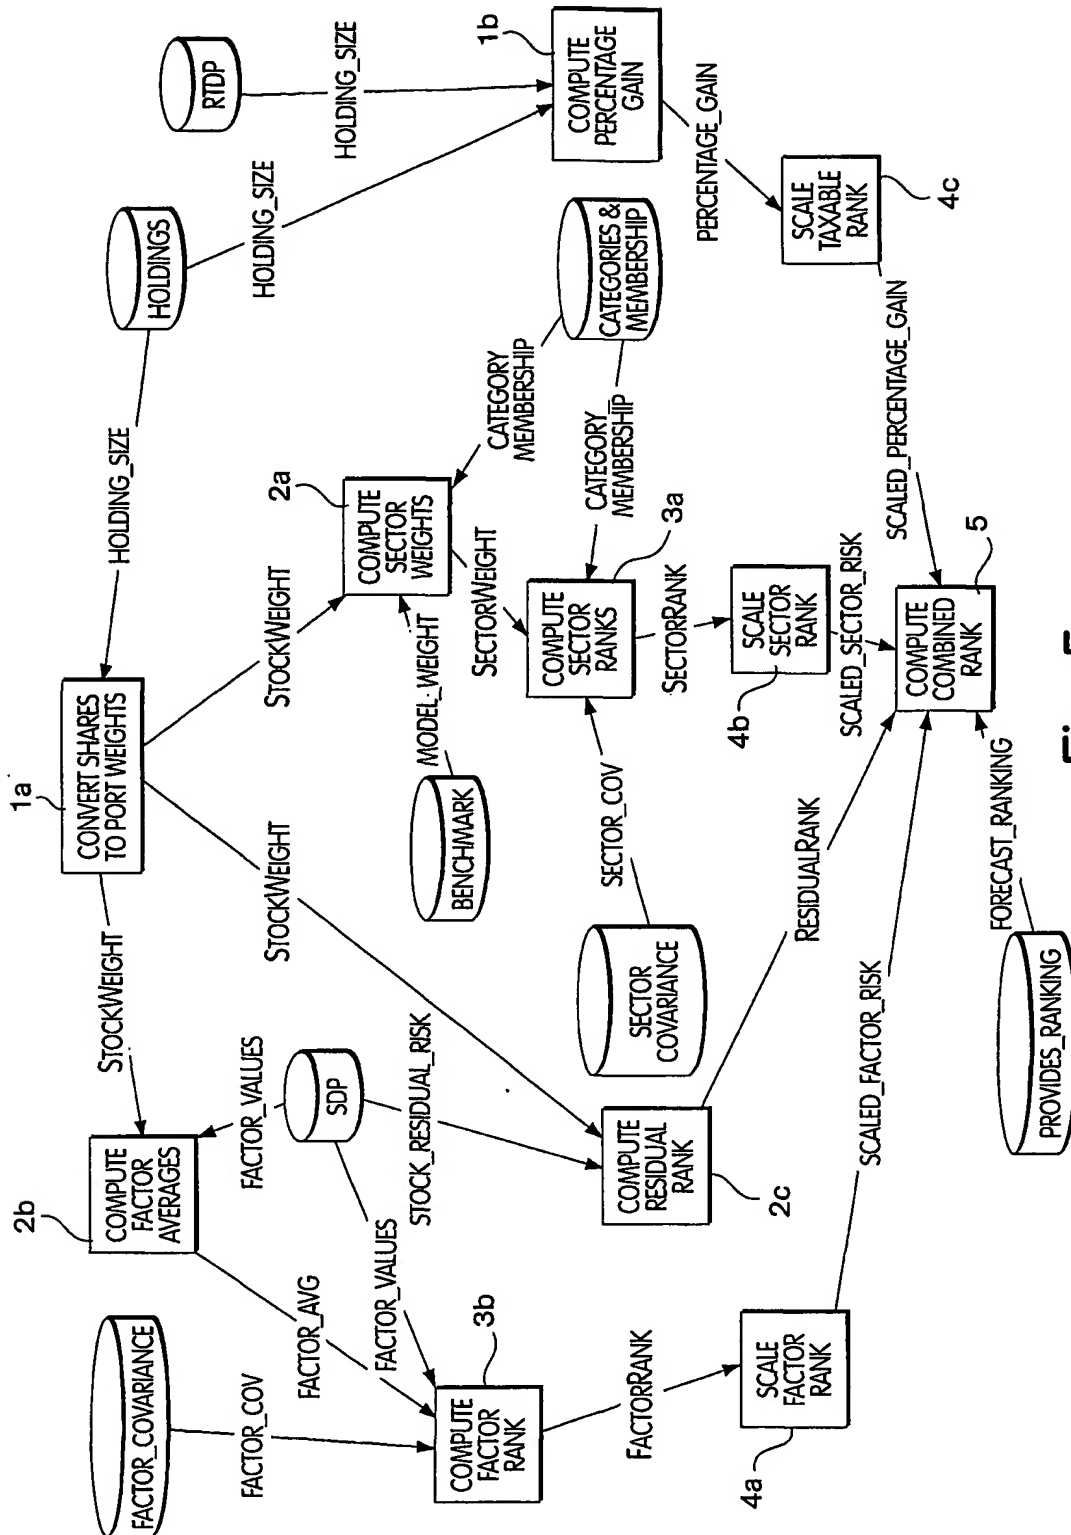 RTDP
HOLDING_SIZE
1b
COMPUTE
PERCENTAGE
GAIN
HOLDINGS
HOLDING_SIZE
HOLDING_SIZE
PERCENTAGE_GAIN
SCALE
TAXABLE
RANK
4c
CATEGORIES &
MEMBERSHIP
CATEGORY
MEMBERSHIP
CATEGORY_
MEMBERSHIP
SCALED_PERCENTAGE_GAIN
1a
CONVERT SHARES
TO PORT WEIGHTS
STOCKWEIGHT
STOCKWEIGHT
STOCKWEIGHT
2a
COMPUTE
SECTOR
WEIGHTS
MODEL_WEIGHT
BENCHMARK
SECTORWEIGHT
COMPUTE
SECTOR
RANKS
3a
SECTORRANK
SECTOR_COV
SECTOR
COVARIANCE
4b
SCALE
SECTOR
RANK
SCALED_SECTOR_RISK
5
COMPUTE
COMBINED
RANK
2b
COMPUTE
FACTOR
AVERAGES
FACTOR_VALUES
SDP
STOCK_RESIDUAL_RISK
FACTOR_VALUES
COMPUTE
RESIDUAL
RANK
2c
RESIDUALRANK
FORECAST_RANKING
PROVIDES_RANKING
FACTOR_COVARIANCE
FACTOR_COV
FACTOR_AVG
3b
COMPUTE
FACTOR
RANK
FACTORRANK
4a
SCALE
FACTOR
RANK
SCALED_FACTOR_RISK